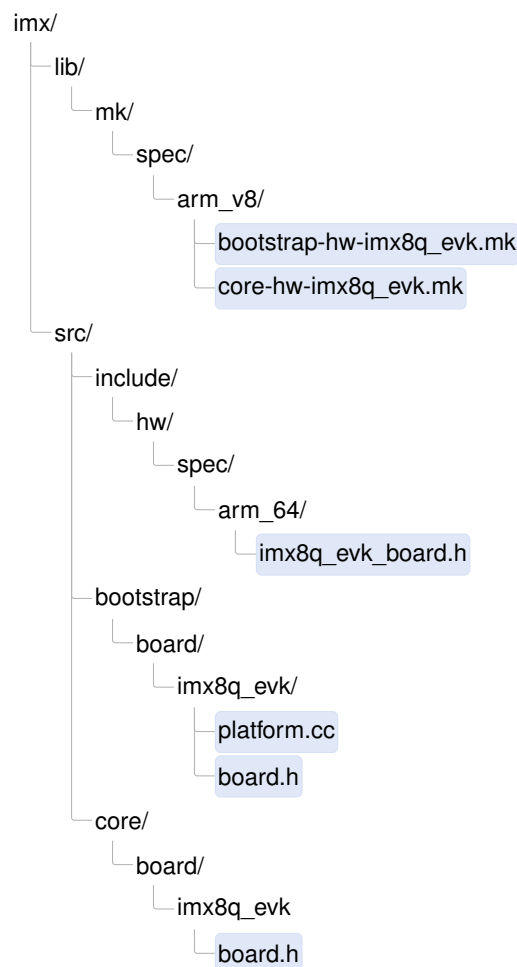 imx/
lib/
mk/
spec/
arm_v8/
bootstrap-hw-imx8q_evk.mk
core-hw-imx8q_evk.mk
src/
include/
hw/
spec/
arm_64/
imx8q_evk_board.h
bootstrap/
board/
imx8q_evk/
platform.cc
board.h
core/
board/
imx8q_evk
board.h